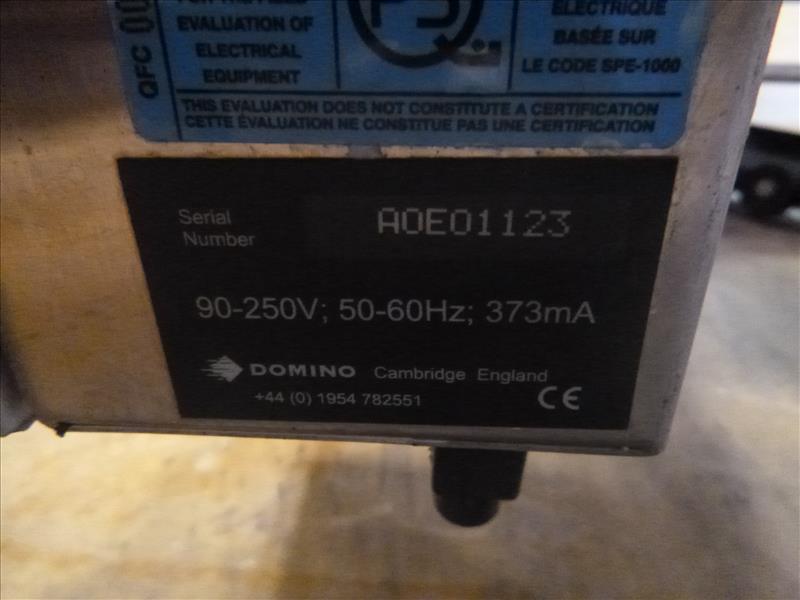 EVALUATION OF
ELECTRICAL
EQUIPMENT
QFC
ÉLECTRIQUE
BASÉE SUR
LE CODE SPE-1000
THIS EVALUATION DOES NOT CONSTITUTE A CERTIFICATION
CETTE ÉVALUATION NE CONSTITUE PAS UNE CERTIFICATION
Serial Number A0E01123
90-250V; 50-60Hz; 373mA
DOMINO Cambridge England
+44 (0) 1954 782551
CE